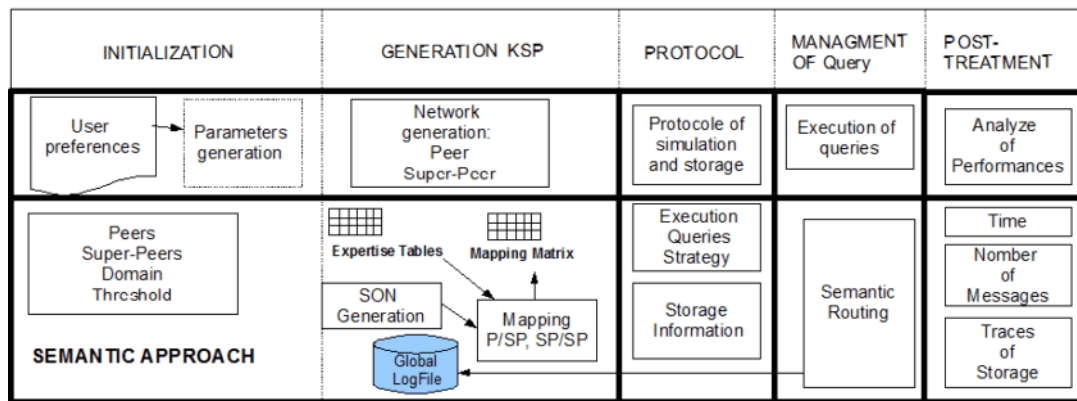 INITIALIZATION
GENERATION KSP
PROTOCOL
MANAGMENT
OF Query
POST-
TREATMENT
User
preferences
Parameters
generation
Network
generation:
Peer
Super-Peer
Protocole of
simulation
and storage
Execution of
queries
Analyze
of
Performances
Peers
Super-Peers
Domain
Threshold
SEMANTIC APPROACH
Expertise Tables
Mapping Matrix
SON
Generation
Mapping
P/SP, SP/SP
Global
LogFile
Execution
Queries
Strategy
Storage
Information
Semantic
Routing
Time
Nomber
of
Messages
Traces
of
Storage